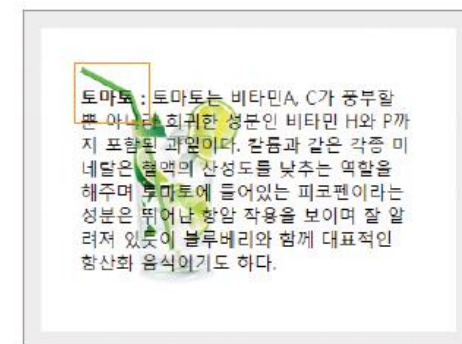 토마토 : 토마토는 비타민A, C가 풍부할
뿐 아니라 희귀한 성분인 비타민 H와 P까
지 포함된 과일이다. 칼륨과 같은 각종 미
네랄은 혈액의 산성도를 낮추는 역할을
해주며 토마토에 들어있는 피코펜이라는
성분은 뛰어난 항암 작용을 보이며 잘 알
려져 있듯이 블루베리와 함께 대표적인
항산화 음식이기도 하다.